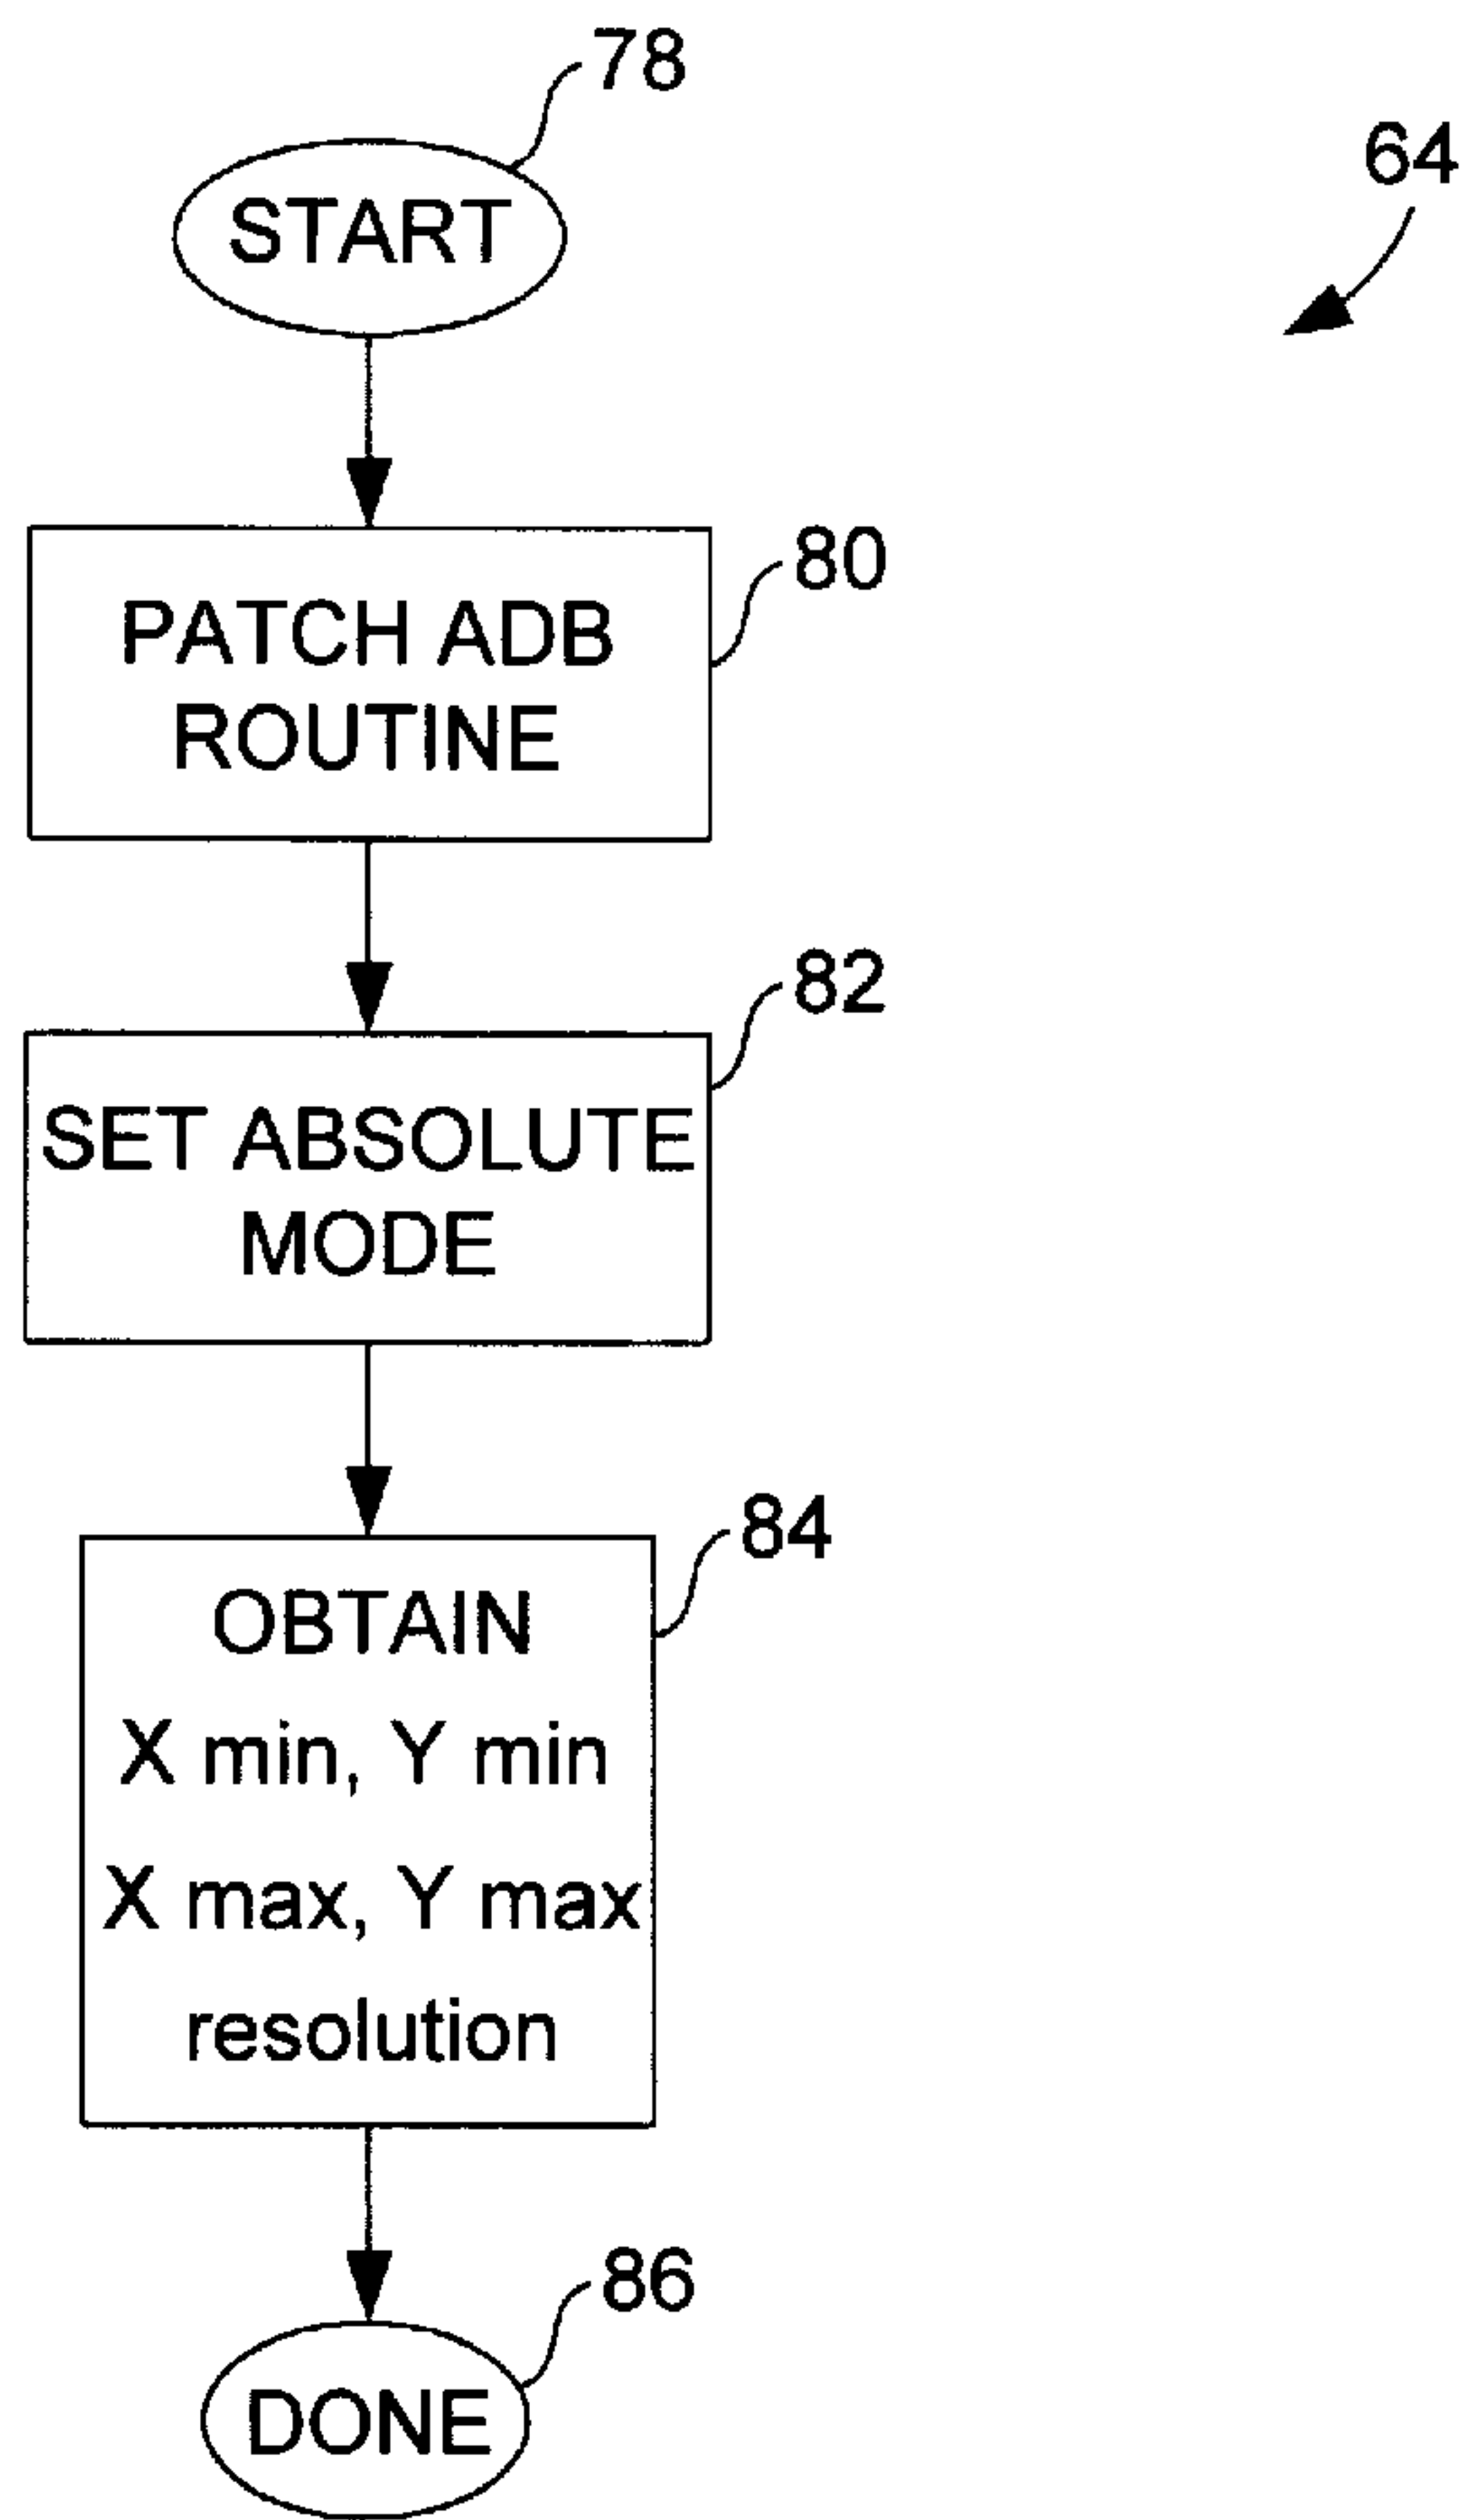 78
64
START
80
PATCH ADB
ROUTINE
82
SET ABSOLUTE
MODE
84
OBTAIN
X min, Y min
X max, Y max
resolution
86
DONE